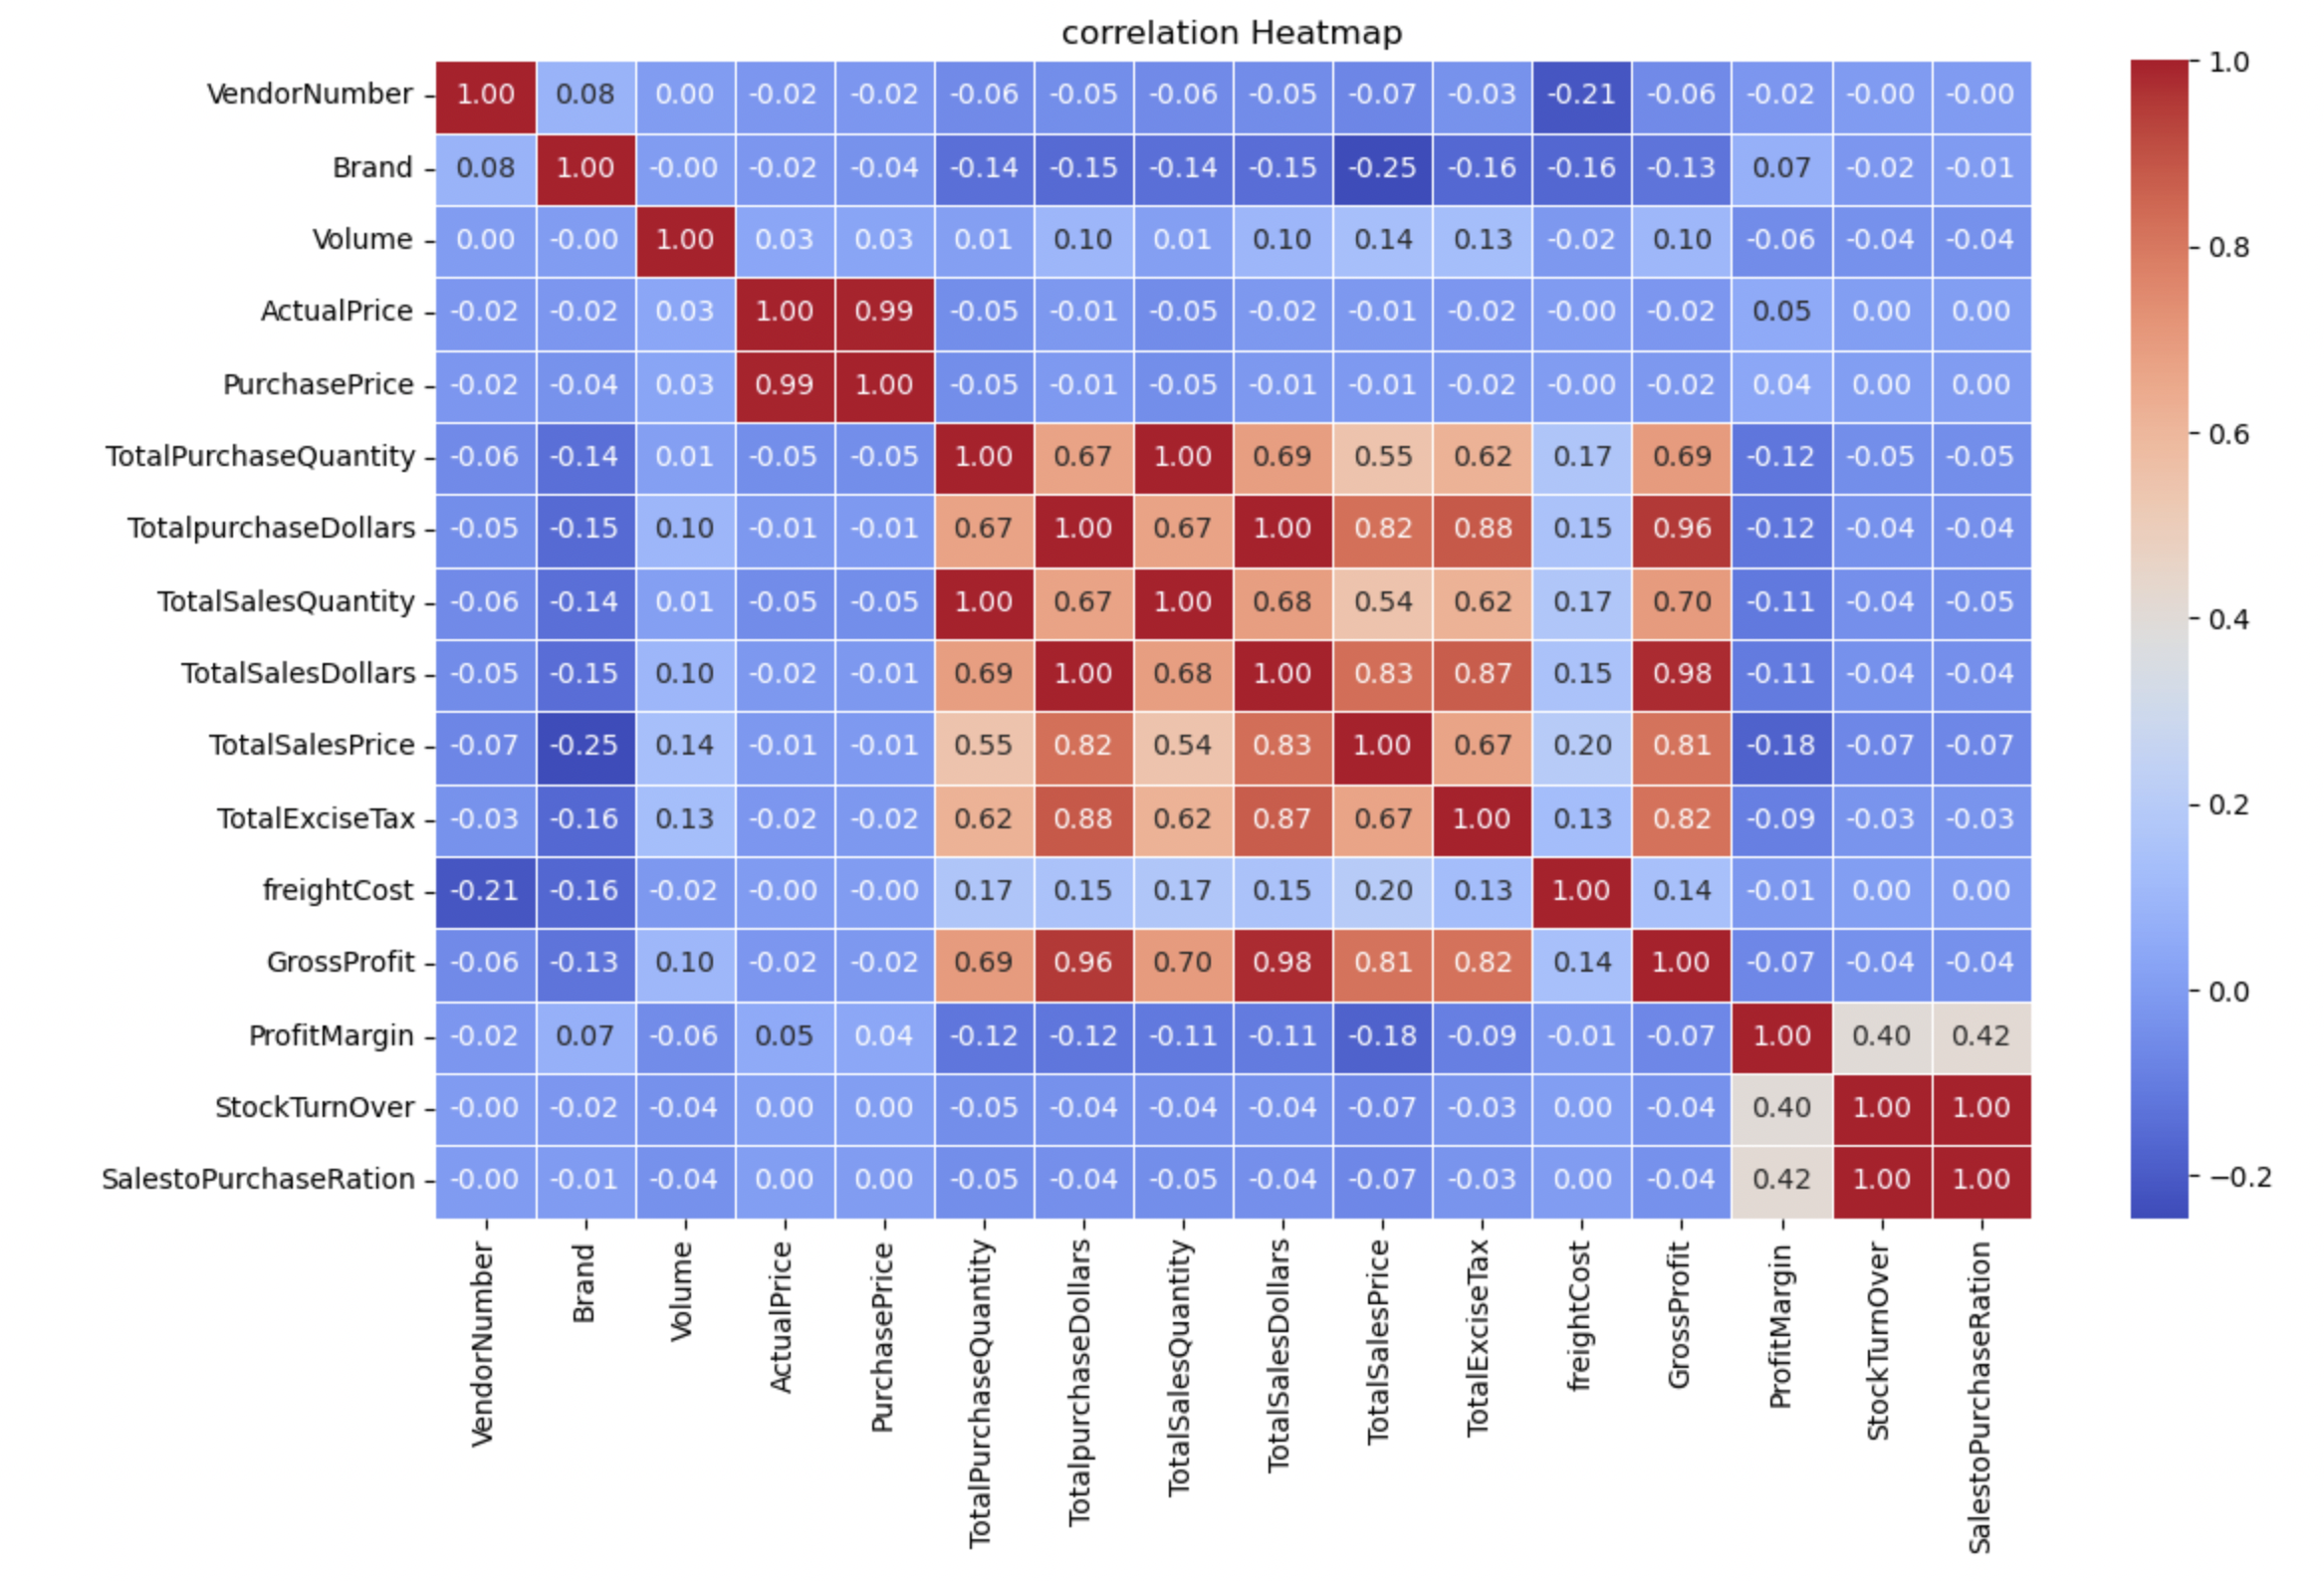 correlation Heatmap
VendorNumber 1.00 0.08 0.00 -0.02 -0.02 -0.06 -0.05 -0.06 -0.05 -0.07 -0.03 -0.21 -0.06 -0.02 -0.00 -0.00
Brand 0.08 1.00 -0.00 -0.02 -0.04 -0.14 -0.15 -0.14 -0.15 -0.25 -0.16 -0.16 -0.13 0.07 -0.02 -0.01
Volume 0.00 -0.00 1.00 0.03 0.03 0.01 0.10 0.01 0.10 0.14 0.13 -0.02 0.10 -0.06 -0.04 -0.04
ActualPrice -0.02 -0.02 0.03 1.00 0.99 -0.05 -0.01 -0.05 -0.02 -0.01 -0.02 -0.00 -0.02 0.05 0.00 0.00
PurchasePrice -0.02 -0.04 0.03 0.99 1.00 -0.05 -0.01 -0.05 -0.01 -0.01 -0.02 -0.00 -0.02 0.04 0.00 0.00
TotalPurchaseQuantity -0.06 -0.14 0.01 -0.05 -0.05 1.00 0.67 1.00 0.69 0.55 0.62 0.17 0.69 -0.12 -0.05 -0.05
TotalpurchaseDollars -0.05 -0.15 0.10 -0.01 -0.01 0.67 1.00 0.67 1.00 0.82 0.88 0.15 0.96 -0.12 -0.04 -0.04
TotalSalesQuantity -0.06 -0.14 0.01 -0.05 -0.05 1.00 0.67 1.00 0.68 0.54 0.62 0.17 0.70 -0.11 -0.04 -0.05
TotalSalesDollars -0.05 -0.15 0.10 -0.02 -0.01 0.69 1.00 0.68 1.00 0.83 0.87 0.15 0.98 -0.11 -0.04 -0.04
TotalSalesPrice -0.07 -0.25 0.14 -0.01 -0.01 0.55 0.82 0.54 0.83 1.00 0.67 0.20 0.81 -0.18 -0.07 -0.07
TotalExciseTax -0.03 -0.16 0.13 -0.02 -0.02 0.62 0.88 0.62 0.87 0.67 1.00 0.13 0.82 -0.09 -0.03 -0.03
freightCost -0.21 -0.16 -0.02 -0.00 -0.00 0.17 0.15 0.17 0.15 0.20 0.13 1.00 0.14 -0.01 0.00 0.00
GrossProfit -0.06 -0.13 0.10 -0.02 -0.02 0.69 0.96 0.70 0.98 0.81 0.82 0.14 1.00 -0.07 -0.04 -0.04
ProfitMargin -0.02 0.07 -0.06 0.05 0.04 -0.12 -0.12 -0.11 -0.11 -0.18 -0.09 -0.01 -0.07 1.00 0.40 0.42
StockTurnOver -0.00 -0.02 -0.04 0.00 0.00 -0.05 -0.04 -0.04 -0.04 -0.07 -0.03 0.00 -0.04 0.40 1.00 1.00
SalestoPurchaseRation -0.00 -0.01 -0.04 0.00 0.00 -0.05 -0.04 -0.05 -0.04 -0.07 -0.03 0.00 -0.04 0.42 1.00 1.00
VendorNumber
Brand
Volume
ActualPrice
PurchasePrice
TotalPurchaseQuantity
TotalpurchaseDollars
TotalSalesQuantity
TotalSalesDollars
TotalSalesPrice
TotalExciseTax
freightCost
GrossProfit
ProfitMargin
StockTurnOver
SalestoPurchaseRation
1.0
0.8
0.6
0.4
0.2
0.0
−0.2